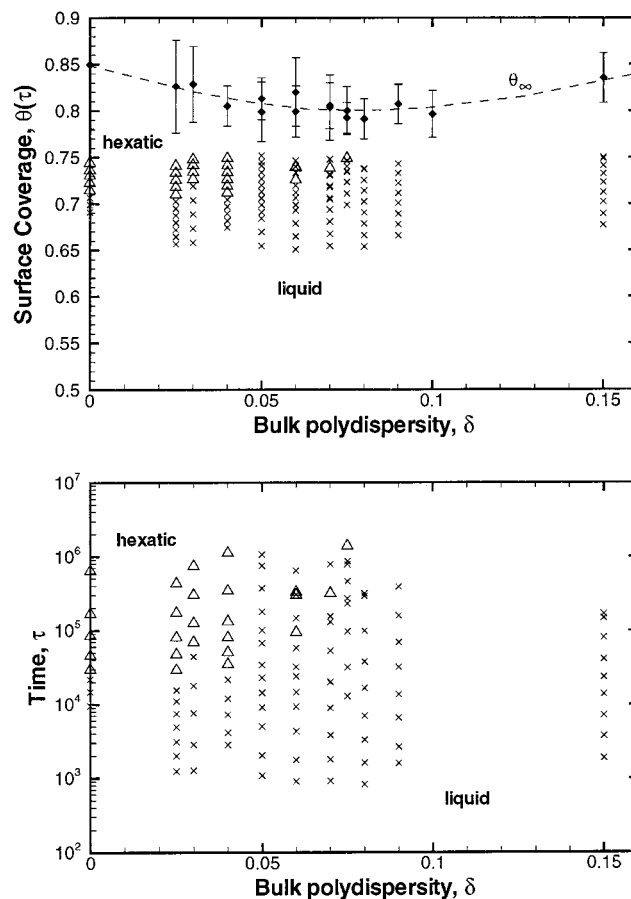 0.9
0.85
0.8
0.75
0.7
0.65
0.6
0.55
0.5
Surface Coverage, θ(τ)
θ∞
hexatic
liquid
0
0.05
0.1
0.15
Bulk polydispersity, δ
10⁷
10⁶
10⁵
10⁴
10³
10²
Time, τ
hexatic
liquid
0
0.05
0.1
0.15
Bulk polydispersity, δ